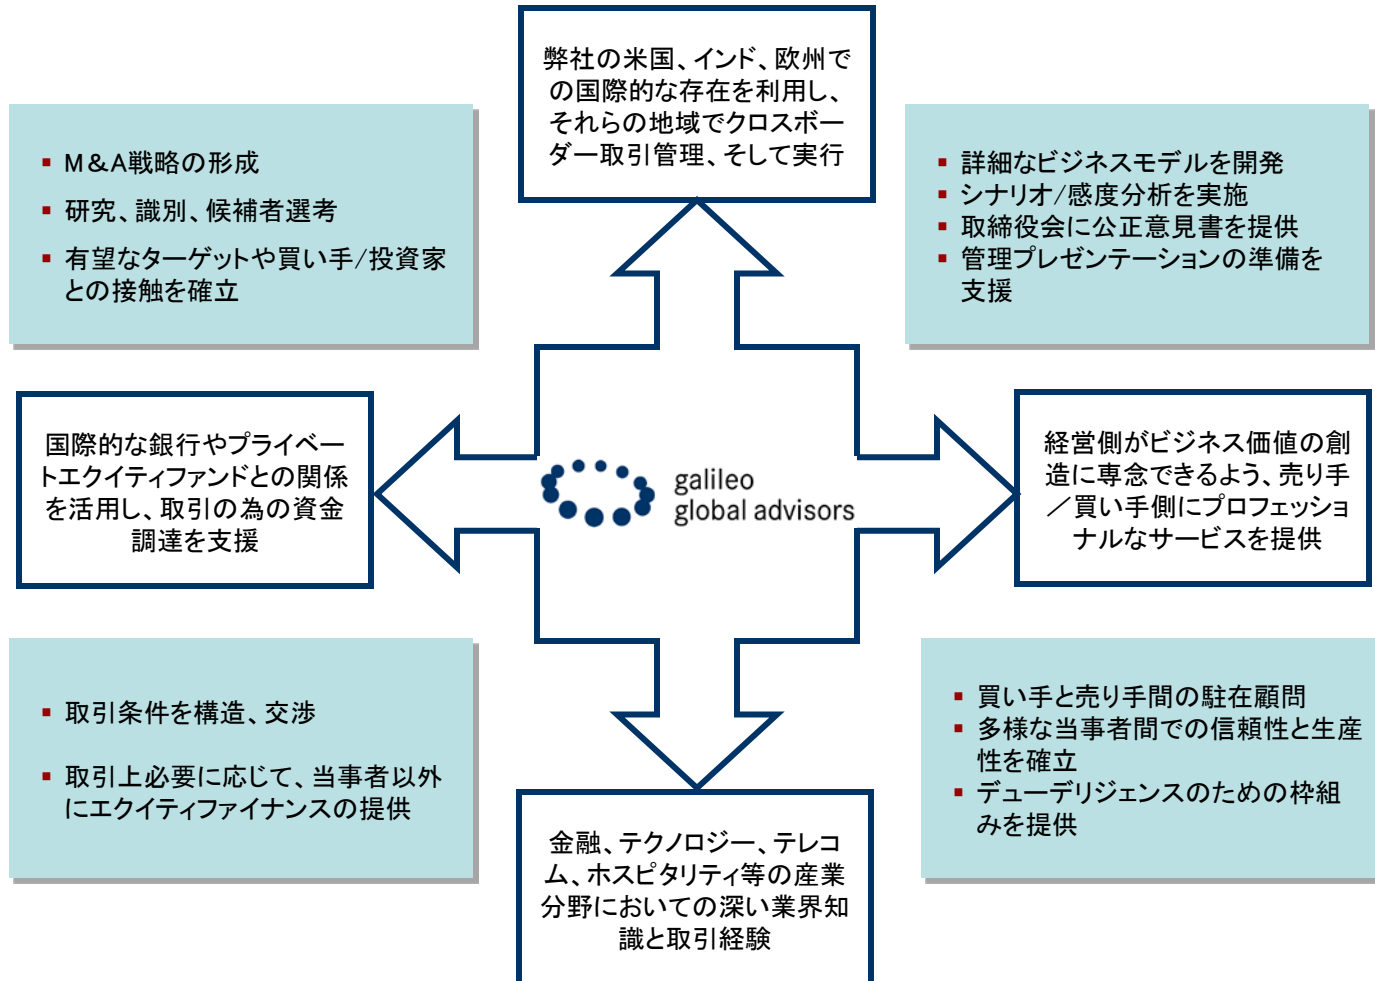 弊社の米国、インド、欧州で
の国際的な存在を利用し、
それらの地域でクロスボー
ダー取引管理、そして実行
▪ M&A戦略の形成
▪ 研究、識別、候補者選考
▪ 有望なターゲットや買い手/投資家
との接触を確立
▪ 詳細なビジネスモデルを開発
▪ シナリオ/感度分析を実施
▪ 取締役会に公正意見書を提供
▪ 管理プレゼンテーションの準備を
支援
国際的な銀行やプライベー
トエクイティファンドとの関係
を活用し、取引の為の資金
調達を支援
galileo
global advisors
経営側がビジネス価値の創
造に専念できるよう、売り手
／買い手側にプロフェッショ
ナルなサービスを提供
▪ 取引条件を構造、交渉
▪ 取引上必要に応じて、当事者以外
にエクイティファイナンスの提供
▪ 買い手と売り手間の駐在顧問
▪ 多様な当事者間での信頼性と生産
性を確立
▪ デューデリジェンスのための枠組
みを提供
金融、テクノロジー、テレコ
ム、ホスピタリティ等の産業
分野においての深い業界知
識と取引経験